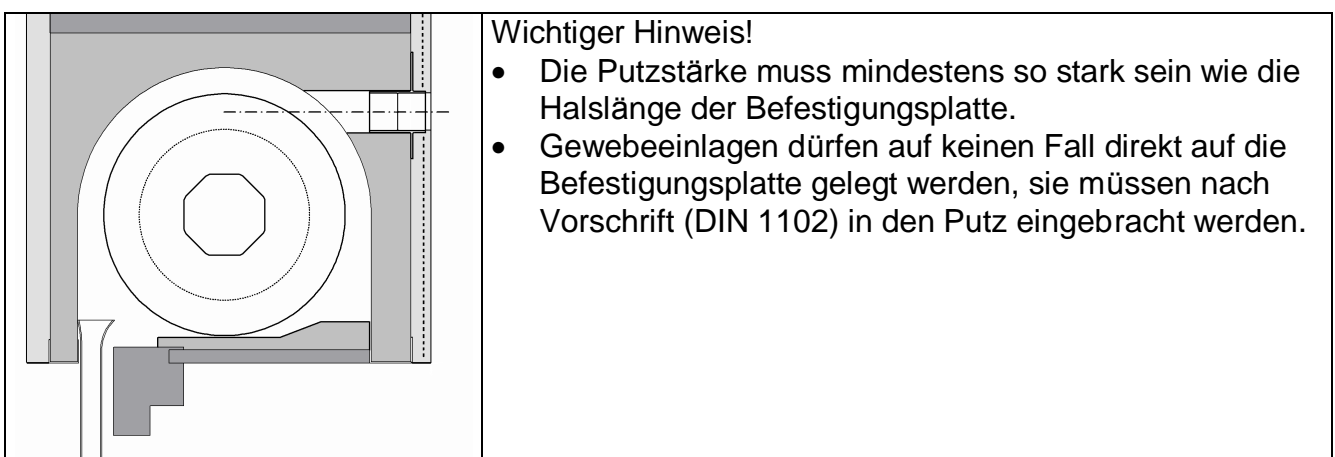 Wichtiger Hinweis!
• Die Putzstärke muss mindestens so stark sein wie die
Halslänge der Befestigungsplatte.
• Gewebeeinlagen dürfen auf keinen Fall direkt auf die
Befestigungsplatte gelegt werden, sie müssen nach
Vorschrift (DIN 1102) in den Putz eingebracht werden.